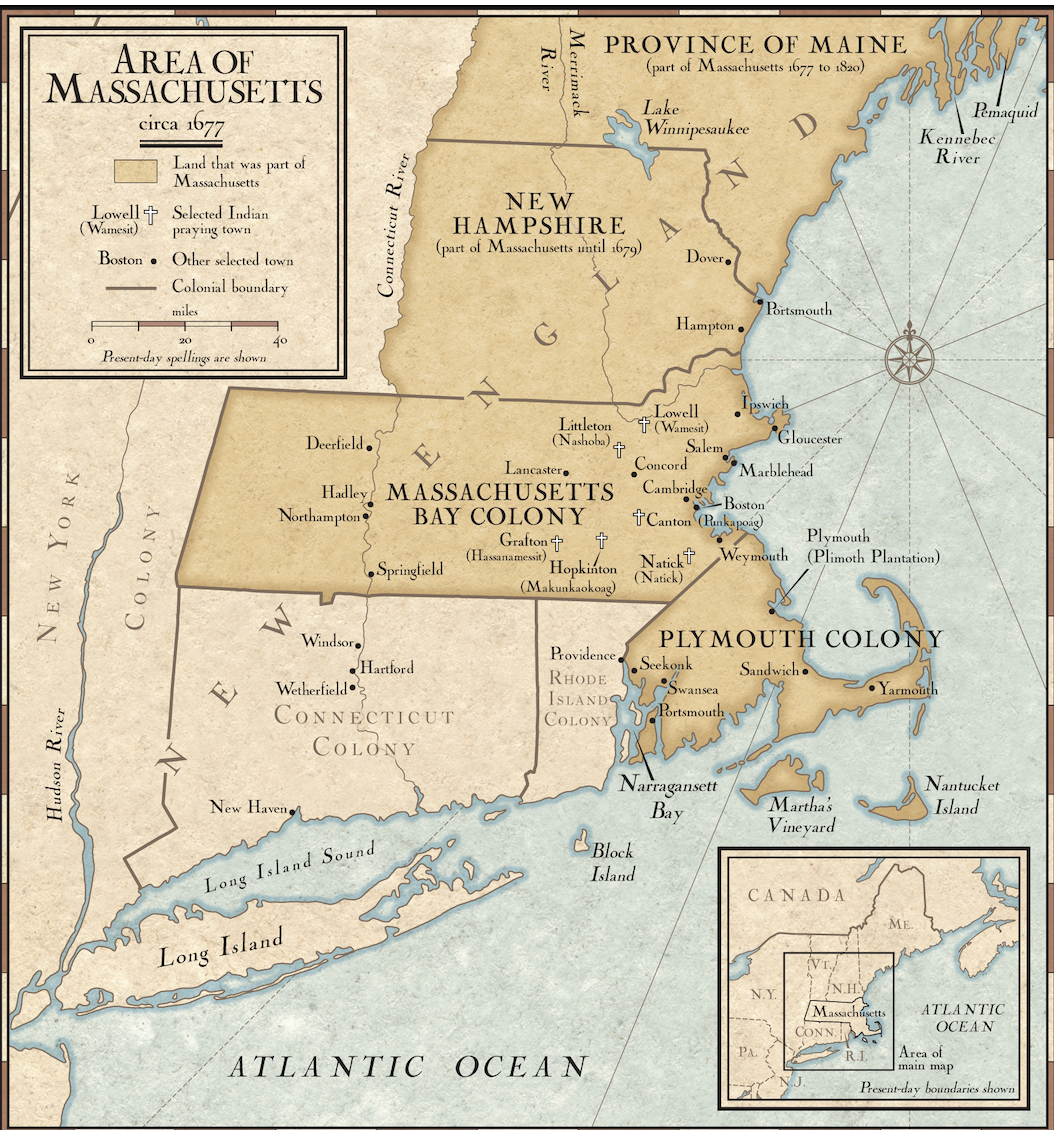 AREA OF
MASSACHUSETTS
circa 1677
Land that was part of
Massachusetts
Lowell
(Wamesit)
Selected Indian
praying town
Boston
Other selected town
Colonial boundary
miles
0 20 40
Present-day spellings are shown
PROVINCE OF MAINE
(part of Massachusetts 1677 to 1820)
Merrimack
River
Lake
Winnipesaukee
Pemaquid
Kennebec
River
Connecticut River
NEW
HAMPSHIRE
(part of Massachusetts until 1679)
NEW ENGLAND
Dover
Portsmouth
Hampton
Ipswich
Gloucester
Lowell
(Wamesit)
Littleton
(Nashoba)
Salem
Marblehead
Deerfield
Lancaster
Concord
Cambridge
Hadley
Northampton
MASSACHUSETTS
BAY COLONY
Boston
Canton (Punkapoag)
Grafton
(Hassanamessit)
Hopkinton
(Makunkaokoag)
Natick
(Natick)
Weymouth
Springfield
Plymouth
(Plimoth Plantation)
NEW YORK
COLONY
PLYMOUTH COLONY
Windsor
Hartford
Wetherfield
Providence
Seekonk
Swansea
Portsmouth
Sandwich
Yarmouth
RHODE
ISLAND
COLONY
CONNECTICUT
COLONY
Hudson River
New Haven
Narragansett
Bay
Martha's
Vineyard
Nantucket
Island
Block
Island
Long Island Sound
Long Island
ATLANTIC OCEAN
CANADA
ME.
VT.
N.H.
N.Y.
Massachusetts
CONN.
R.I.
PA.
N.J.
ATLANTIC
OCEAN
Area of
main map
Present-day boundaries shown